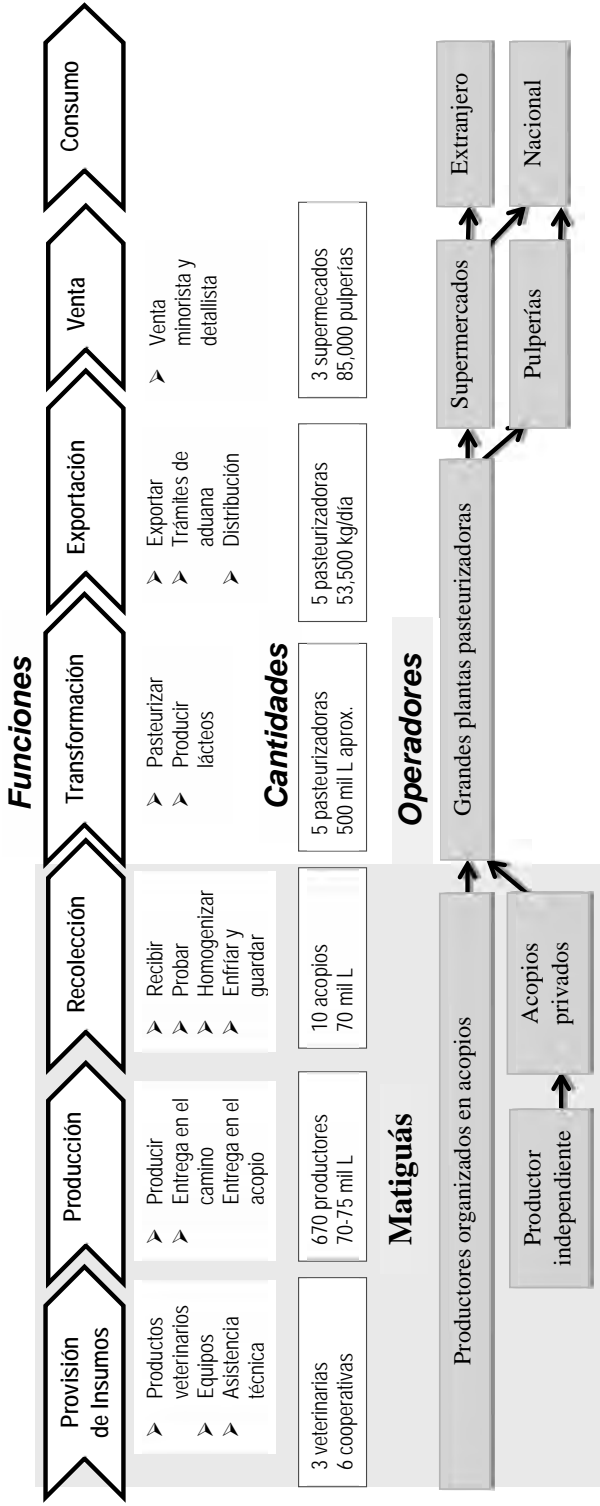 Funciones
Provisión
de Insumos
Producción
Recolección
Transformación
Exportación
Venta
Consumo
➢ Productos
veterinarios
➢ Equipos
➢ Asistencia
técnica
➢ Producir
➢ Entrega en el
camino
Entrega en el
acopio
➢ Recibir
➢ Probar
➢ Homogenizar
➢ Enfríar y
guardar
➢ Pasteurizar
➢ Producir
lácteos
➢ Exportar
➢ Trámites de
aduana
➢ Distribución
➢ Venta
minorista y
detallista
Cantidades
3 veterinarias
6 cooperativas
670 productores
70-75 mil L
10 acopios
70 mil L
5 pasteurizadoras
500 mil L aprox.
5 pasteurizadoras
53,500 kg/día
3 supermecados
85,000 pulperías
Matiguás
Operadores
Productores organizados en acopios
Productor
independiente
Acopios
privados
Grandes plantas pasteurizadoras
Supermercados
Pulperías
Extranjero
Nacional